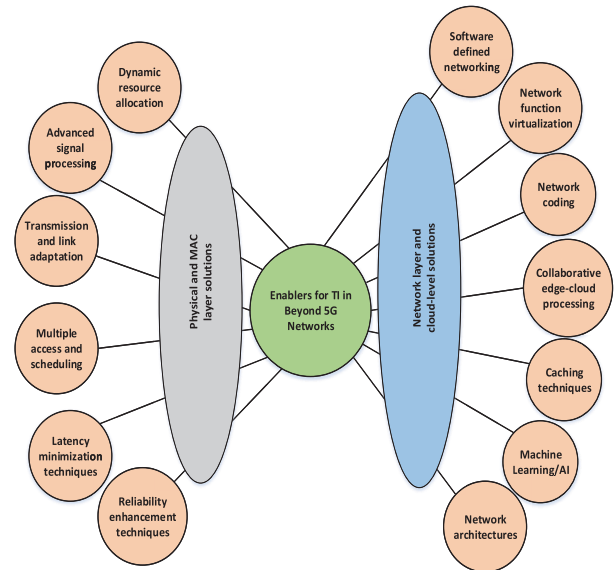 Dynamic
resource
allocation
Advanced
signal
processing
Transmission
and link
adaptation
Multiple
access and
scheduling
Latency
minimization
techniques
Reliability
enhancement
techniques
Physical and MAC
layer solutions
Enablers for TI in
Beyond 5G
Networks
Network layer and
cloud-level solutions
Software
defined
networking
Network
function
virtualization
Network
coding
Collaborative
edge-cloud
processing
Caching
techniques
Machine
Learning/AI
Network
architectures